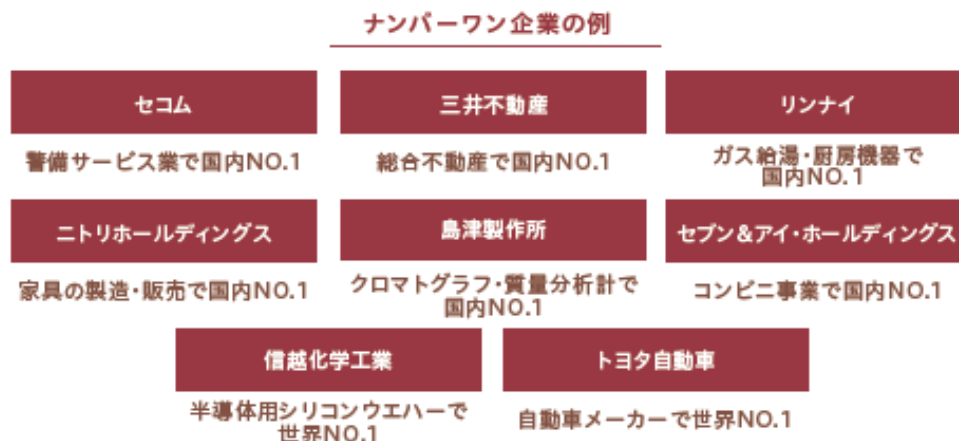 ナンバーワン企業の例
セコム
警備サービス業で国内NO.1
三井不動産
総合不動産で国内NO.1
リンナイ
ガス給湯・厨房機器で
国内NO.1
ニトリホールディングス
家具の製造・販売で国内NO.1
島津製作所
クロマトグラフ・質量分析計で
国内NO.1
セブン&アイ・ホールディングス
コンビニ事業で国内NO.1
信越化学工業
半導体用シリコンウエハーで
世界NO.1
トヨタ自動車
自動車メーカーで世界NO.1